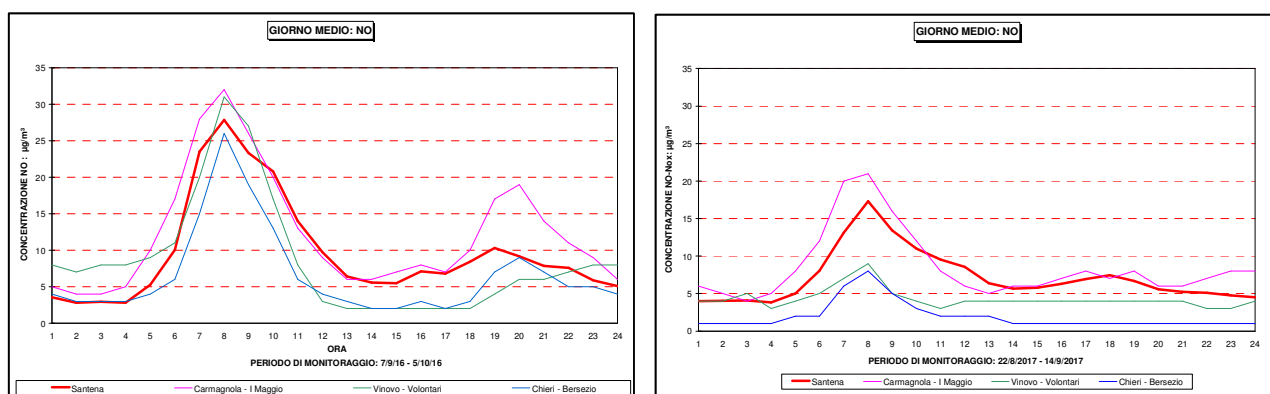 GIORNO MEDIO: NO
CONCENTRAZIONE NO : µg/m³
35
30
25
20
15
10
5
0
1 2 3 4 5 6 7 8 9 10 11 12 13 14 15 16 17 18 19 20 21 22 23 24
ORA
PERIODO DI MONITORAGGIO: 7/9/16 - 5/10/16
Santena Carmagnola - I Maggio Vinovo - Volontari Chieri - Bersezio
GIORNO MEDIO: NO
CONCENTRAZIONE NO-Nox: µg/m³
35
30
25
20
15
10
5
0
1 2 3 4 5 6 7 8 9 10 11 12 13 14 15 16 17 18 19 20 21 22 23 24
PERIODO DI MONITORAGGIO: 22/8/2017 - 14/9/2017
Santena Carmagnola - I Maggio Vinovo - Volontari Chieri - Bersezio